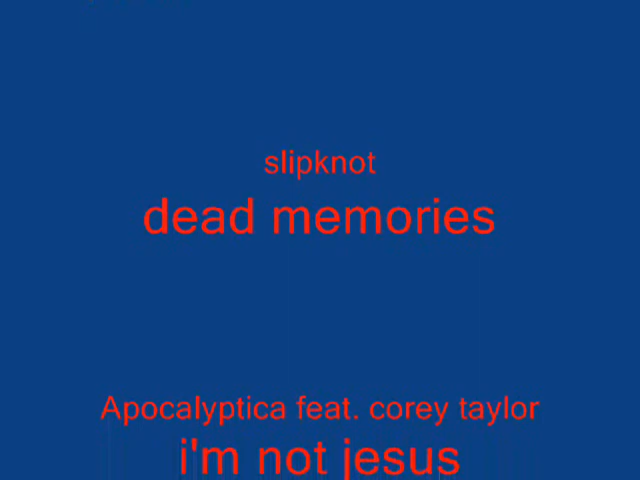 slipknot
dead memories
Apocalyptica feat. corey taylor
i'm not jesus